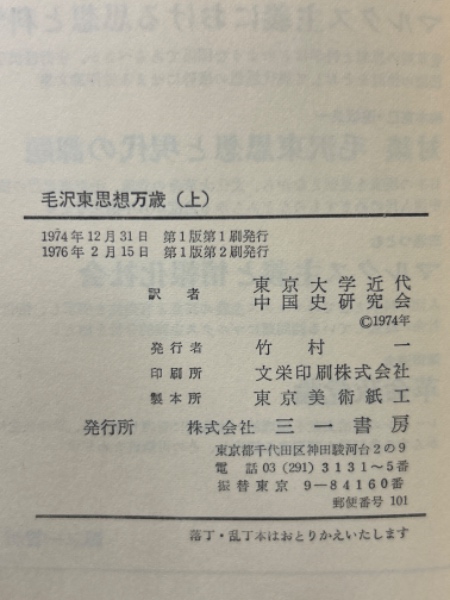 毛沢東思想万歳（上）
1974年12月31日 第1版第1刷発行
1976年 2月15日 第1版第2刷発行
訳者 東京大学近代
中国史研究会
©1974年
発行者 竹村一
印刷所 文栄印刷株式会社
製本所 東京美術紙工
発行所 株式会社 三一書房
東京都千代田区神田駿河台2の9
電話 03 (291) 3131～5番
振替東京 9－84160番
郵便番号 101
落丁・乱丁本はおとりかえいたします